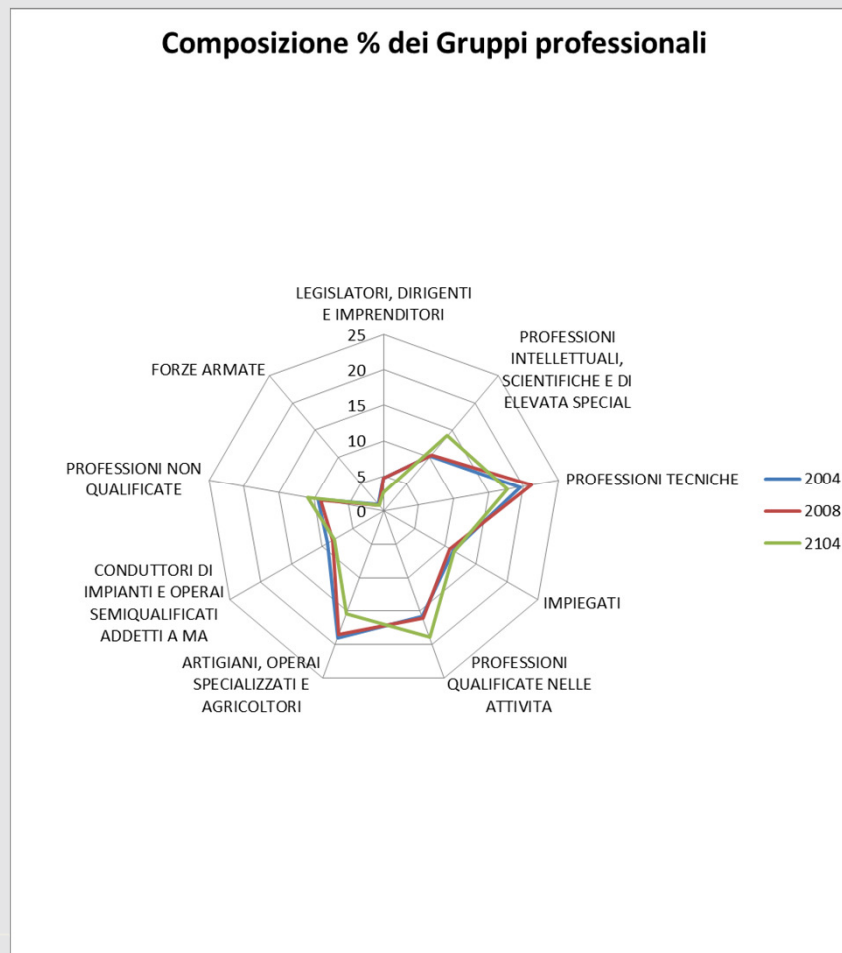 Composizione % dei Gruppi professionali
LEGISLATORI, DIRIGENTI
E IMPRENDITORI
PROFESSIONI
INTELLETTUALI,
SCIENTIFICHE E DI
ELEVATA SPECIAL
PROFESSIONI TECNICHE
IMPIEGATI
PROFESSIONI
QUALIFICATE NELLE
ATTIVITA
ARTIGIANI, OPERAI
SPECIALIZZATI E
AGRICOLTORI
CONDUTTORI DI
IMPIANTI E OPERAI
SEMIQUALIFICATI
ADDETTI A MA
PROFESSIONI NON
QUALIFICATE
FORZE ARMATE
25
20
15
10
5
0
2004
2008
2104